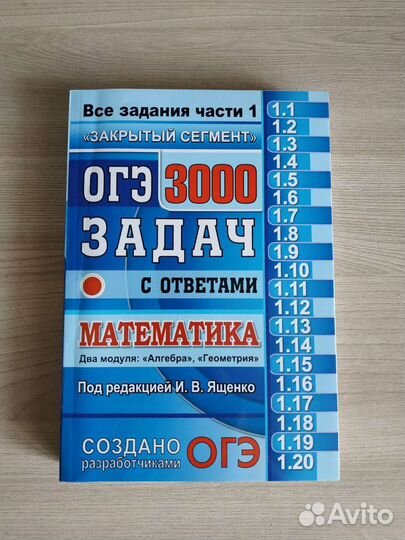 Все задания части 1
«ЗАКРЫТЫЙ СЕГМЕНТ»
ОГЭ 3000
ЗАДАЧ
С ОТВЕТАМИ
МАТЕМАТИКА
Два модуля: «Алгебра», «Геометрия»
Под редакцией И. В. Ященко
СОЗДАНО
разработчиками ОГЭ
1.1
1.2
1.3
1.4
1.5
1.6
1.7
1.8
1.9
1.10
1.11
1.12
1.13
1.14
1.15
1.16
1.17
1.18
1.19
1.20
Avito